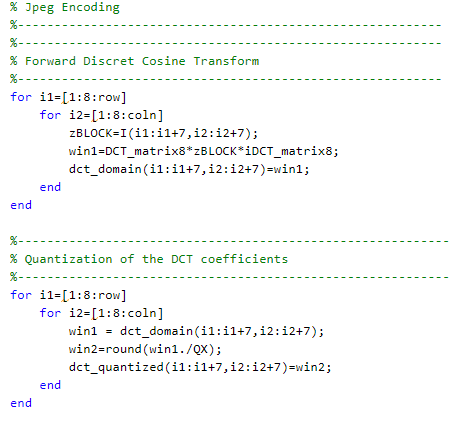 % Jpeg Encoding
%----------------------------------------------------------
%----------------------------------------------------------
% Forward Discret Cosine Transform
%----------------------------------------------------------
for i1=[1:8:row]
    for i2=[1:8:coln]
        zBLOCK=I(i1:i1+7,i2:i2+7);
        win1=DCT_matrix8*zBLOCK*iDCT_matrix8;
        dct_domain(i1:i1+7,i2:i2+7)=win1;
    end
end
%-----------------------------------------------------------
% Quantization of the DCT coefficients
%-----------------------------------------------------------
for i1=[1:8:row]
    for i2=[1:8:coln]
        win1 = dct_domain(i1:i1+7,i2:i2+7);
        win2=round(win1./QX);
        dct_quantized(i1:i1+7,i2:i2+7)=win2;
    end
end